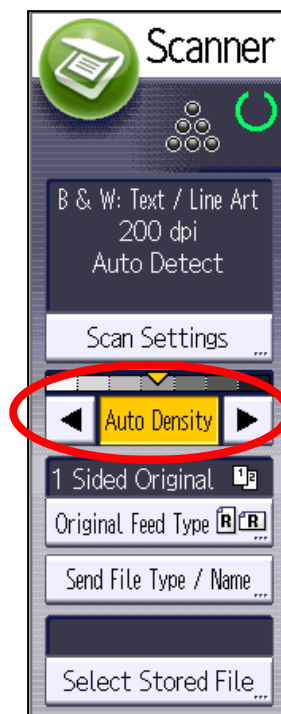 Scanner
B & W: Text / Line Art
200 dpi
Auto Detect
Scan Settings
Auto Density
1 Sided Original
Original Feed Type
Send File Type / Name
Select Stored File